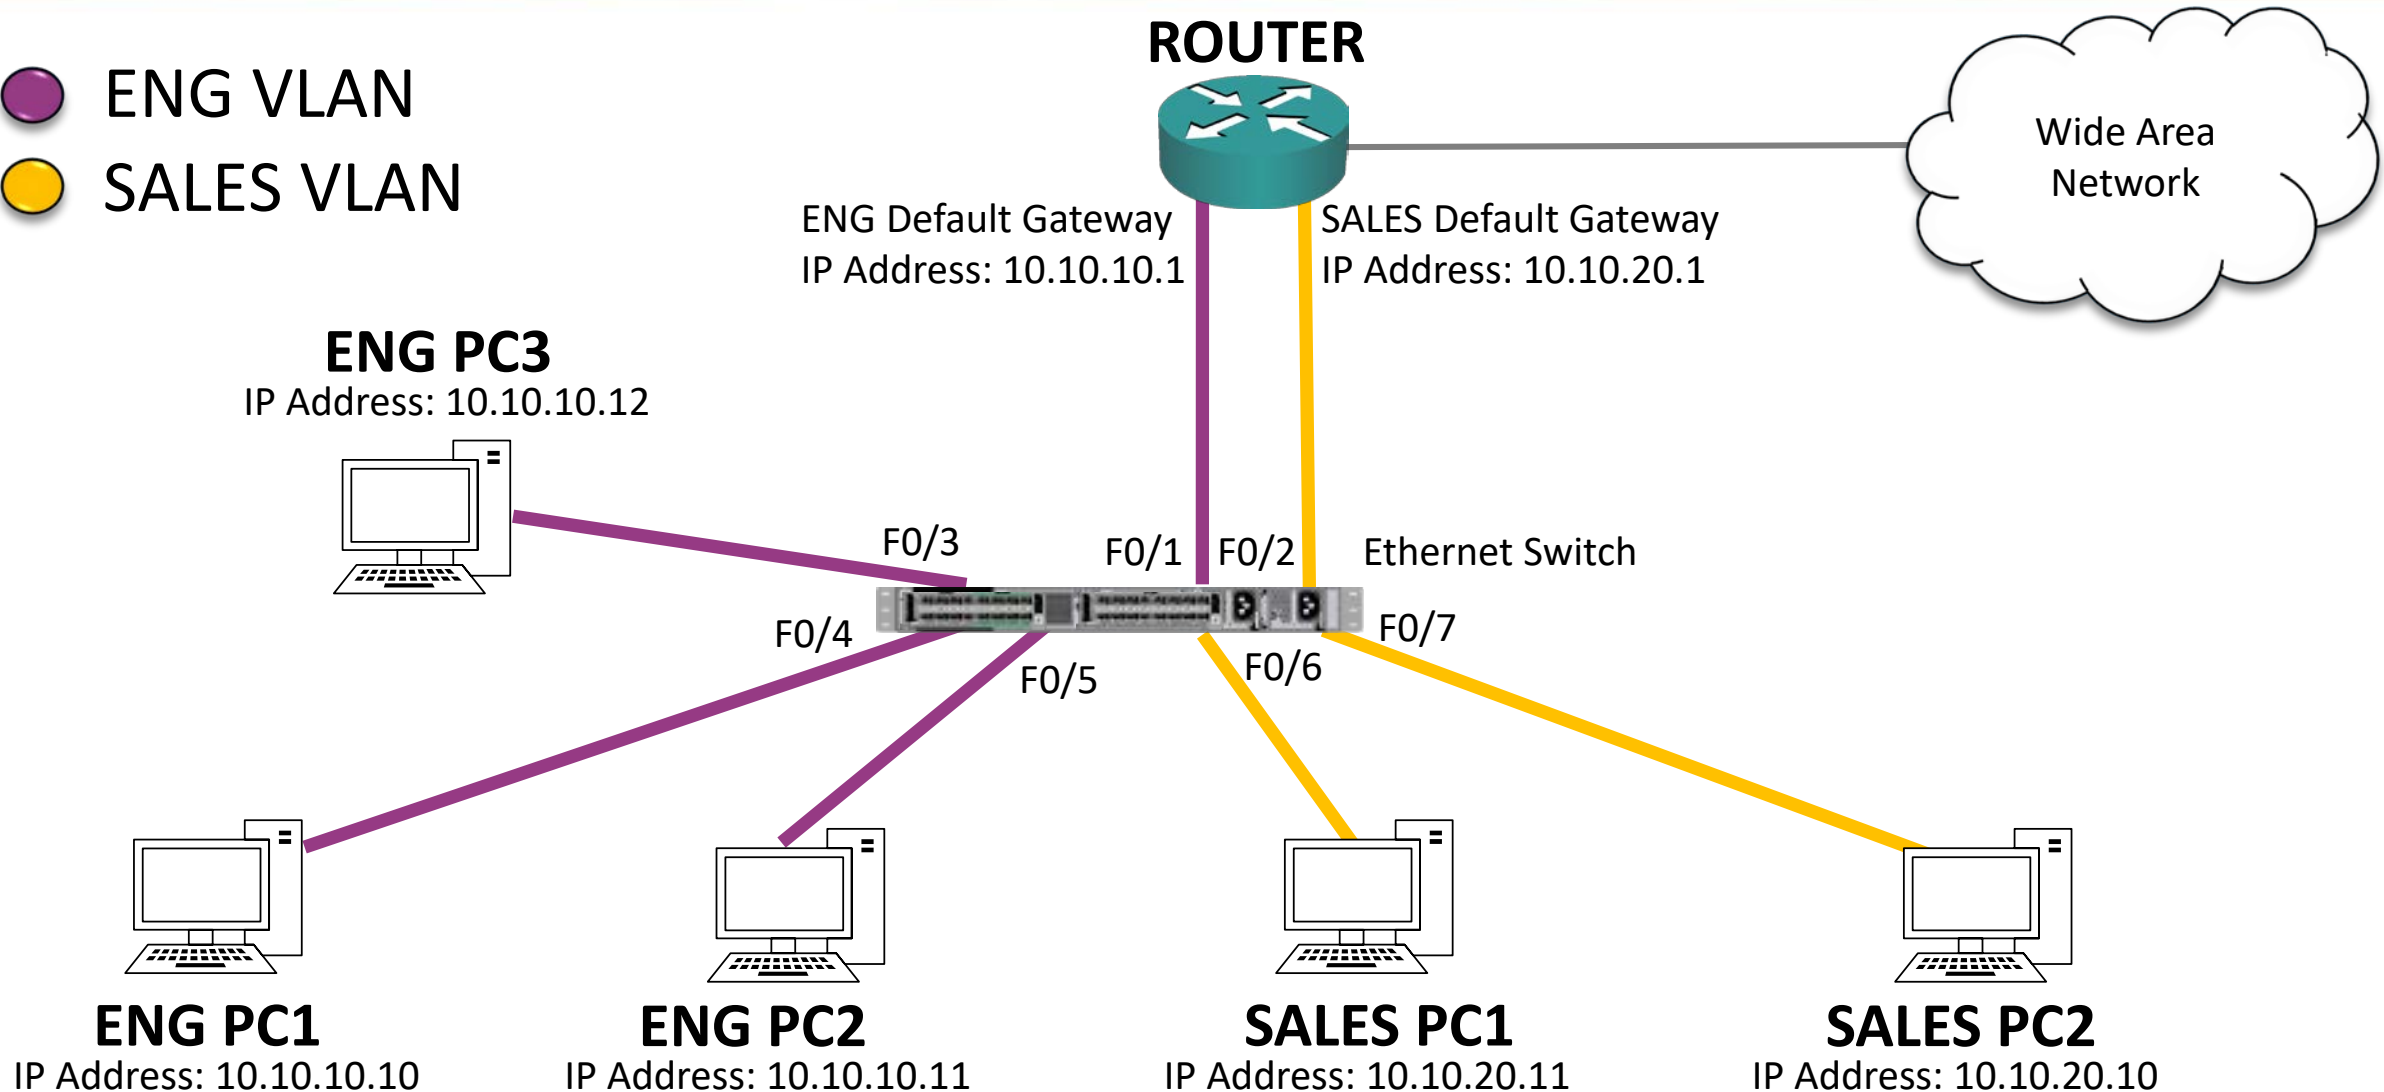 ROUTER
ENG VLAN
SALES VLAN
Wide Area
Network
ENG Default Gateway
IP Address: 10.10.10.1
SALES Default Gateway
IP Address: 10.10.20.1
ENG PC3
IP Address: 10.10.10.12
F0/3
F0/1
F0/2
Ethernet Switch
F0/4
F0/5
F0/6
F0/7
ENG PC1
IP Address: 10.10.10.10
ENG PC2
IP Address: 10.10.10.11
SALES PC1
IP Address: 10.10.20.11
SALES PC2
IP Address: 10.10.20.10